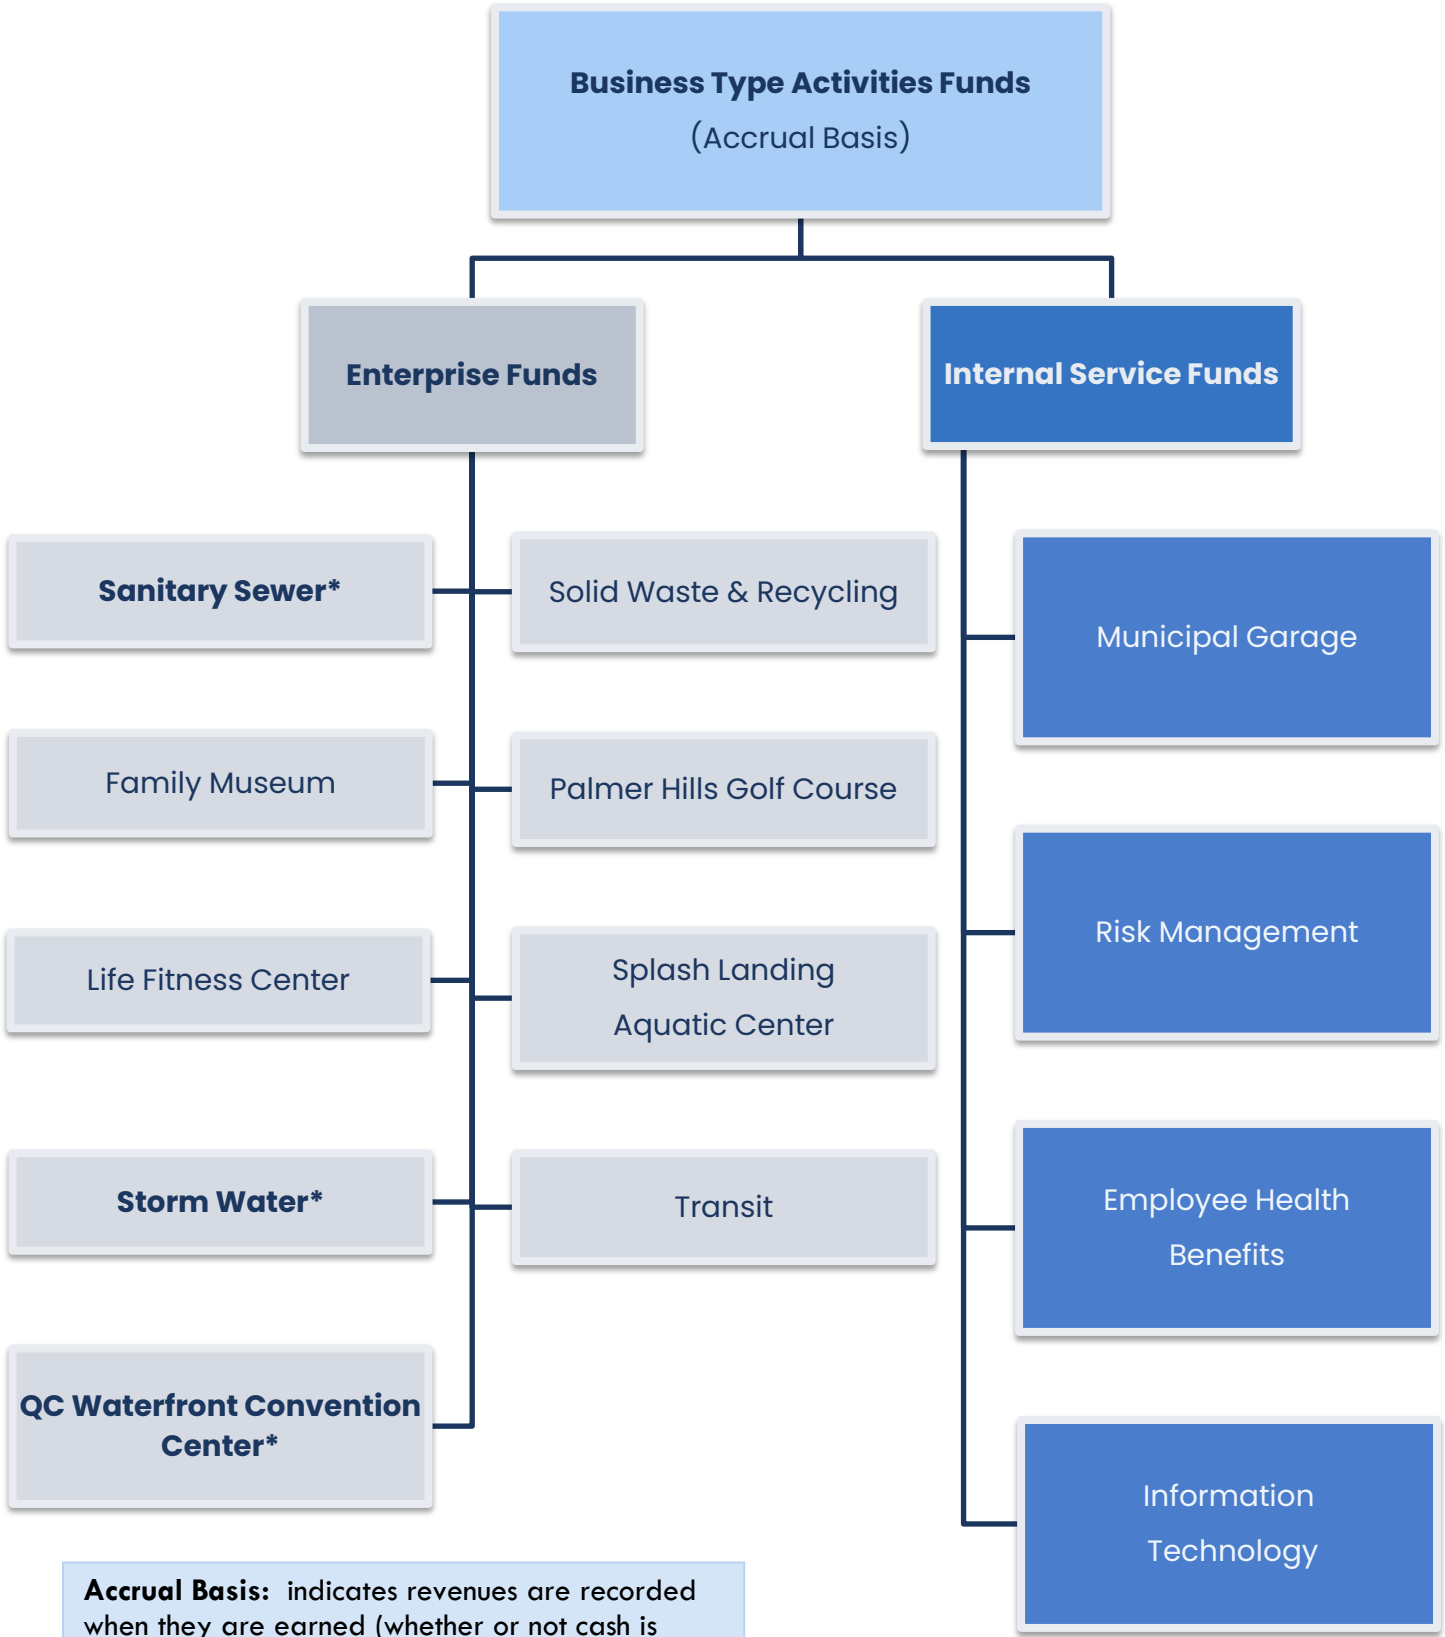 Business Type Activities Funds
(Accrual Basis)
Enterprise Funds
Internal Service Funds
Sanitary Sewer*
Solid Waste & Recycling
Municipal Garage
Family Museum
Palmer Hills Golf Course
Risk Management
Life Fitness Center
Splash Landing
Aquatic Center
Storm Water*
Transit
Employee Health
Benefits
QC Waterfront Convention
Center*
Information
Technology
Accrual Basis: indicates revenues are recorded
when they are earned (whether or not cash is